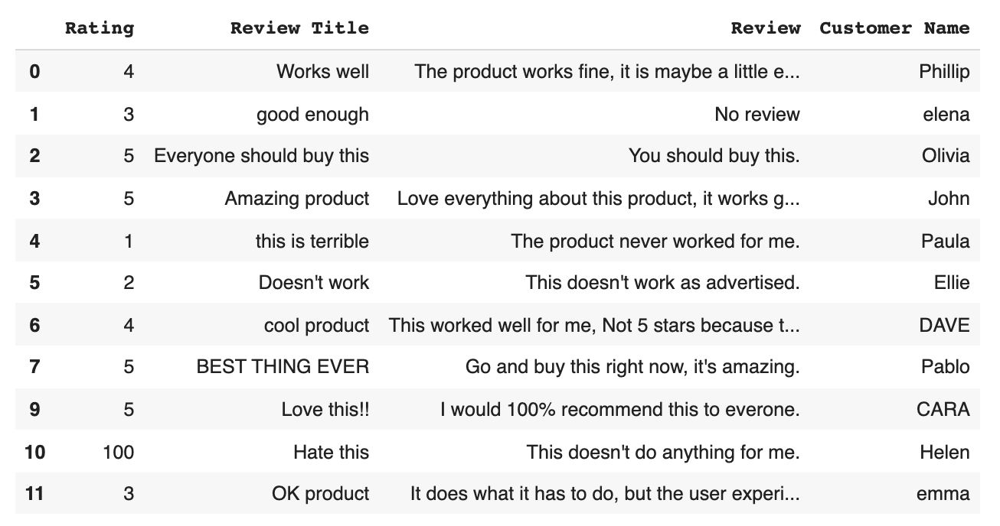 Rating Review Title Review Customer Name
0 4 Works well The product works fine, it is maybe a little e... Phillip
1 3 good enough No review elena
2 5 Everyone should buy this You should buy this. Olivia
3 5 Amazing product Love everything about this product, it works g... John
4 1 this is terrible The product never worked for me. Paula
5 2 Doesn't work This doesn't work as advertised. Ellie
6 4 cool product This worked well for me, Not 5 stars because t... DAVE
7 5 BEST THING EVER Go and buy this right now, it's amazing. Pablo
9 5 Love this!! I would 100% recommend this to everone. CARA
10 100 Hate this This doesn't do anything for me. Helen
11 3 OK product It does what it has to do, but the user experi... emma